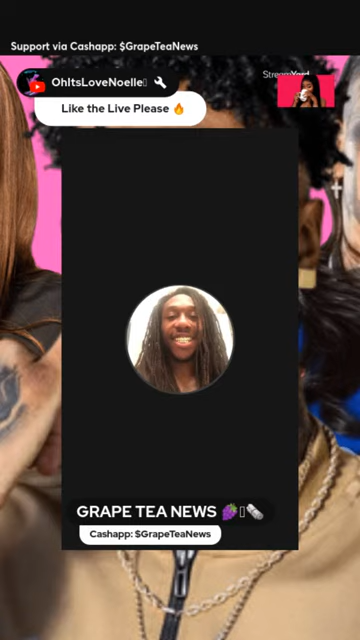 Support via Cashapp: $GrapeTeaNews
StreamYard
OhItsLoveNoelle
Like the Live Please 🔥
GRAPE TEA NEWS 🍇🗞️
Cashapp: $GrapeTeaNews